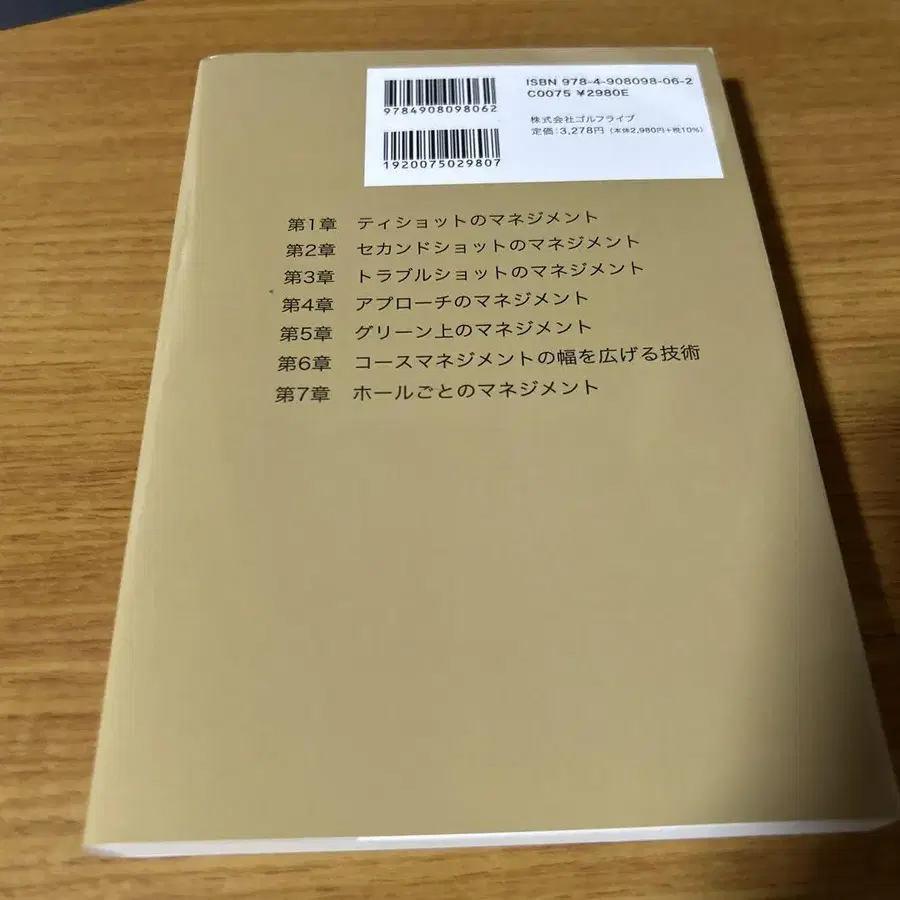 ISBN 978-4-908098-06-2
C0075 ¥2980E
9784908098062
株式会社ゴルフライブ
定価:3,278円(本体2,980円+税10%)
1920075029807
第1章 ティショットのマネジメント
第2章 セカンドショットのマネジメント
第3章 トラブルショットのマネジメント
第4章 アプローチのマネジメント
第5章 グリーン上のマネジメント
第6章 コースマネジメントの幅を広げる技術
第7章 ホールごとのマネジメント